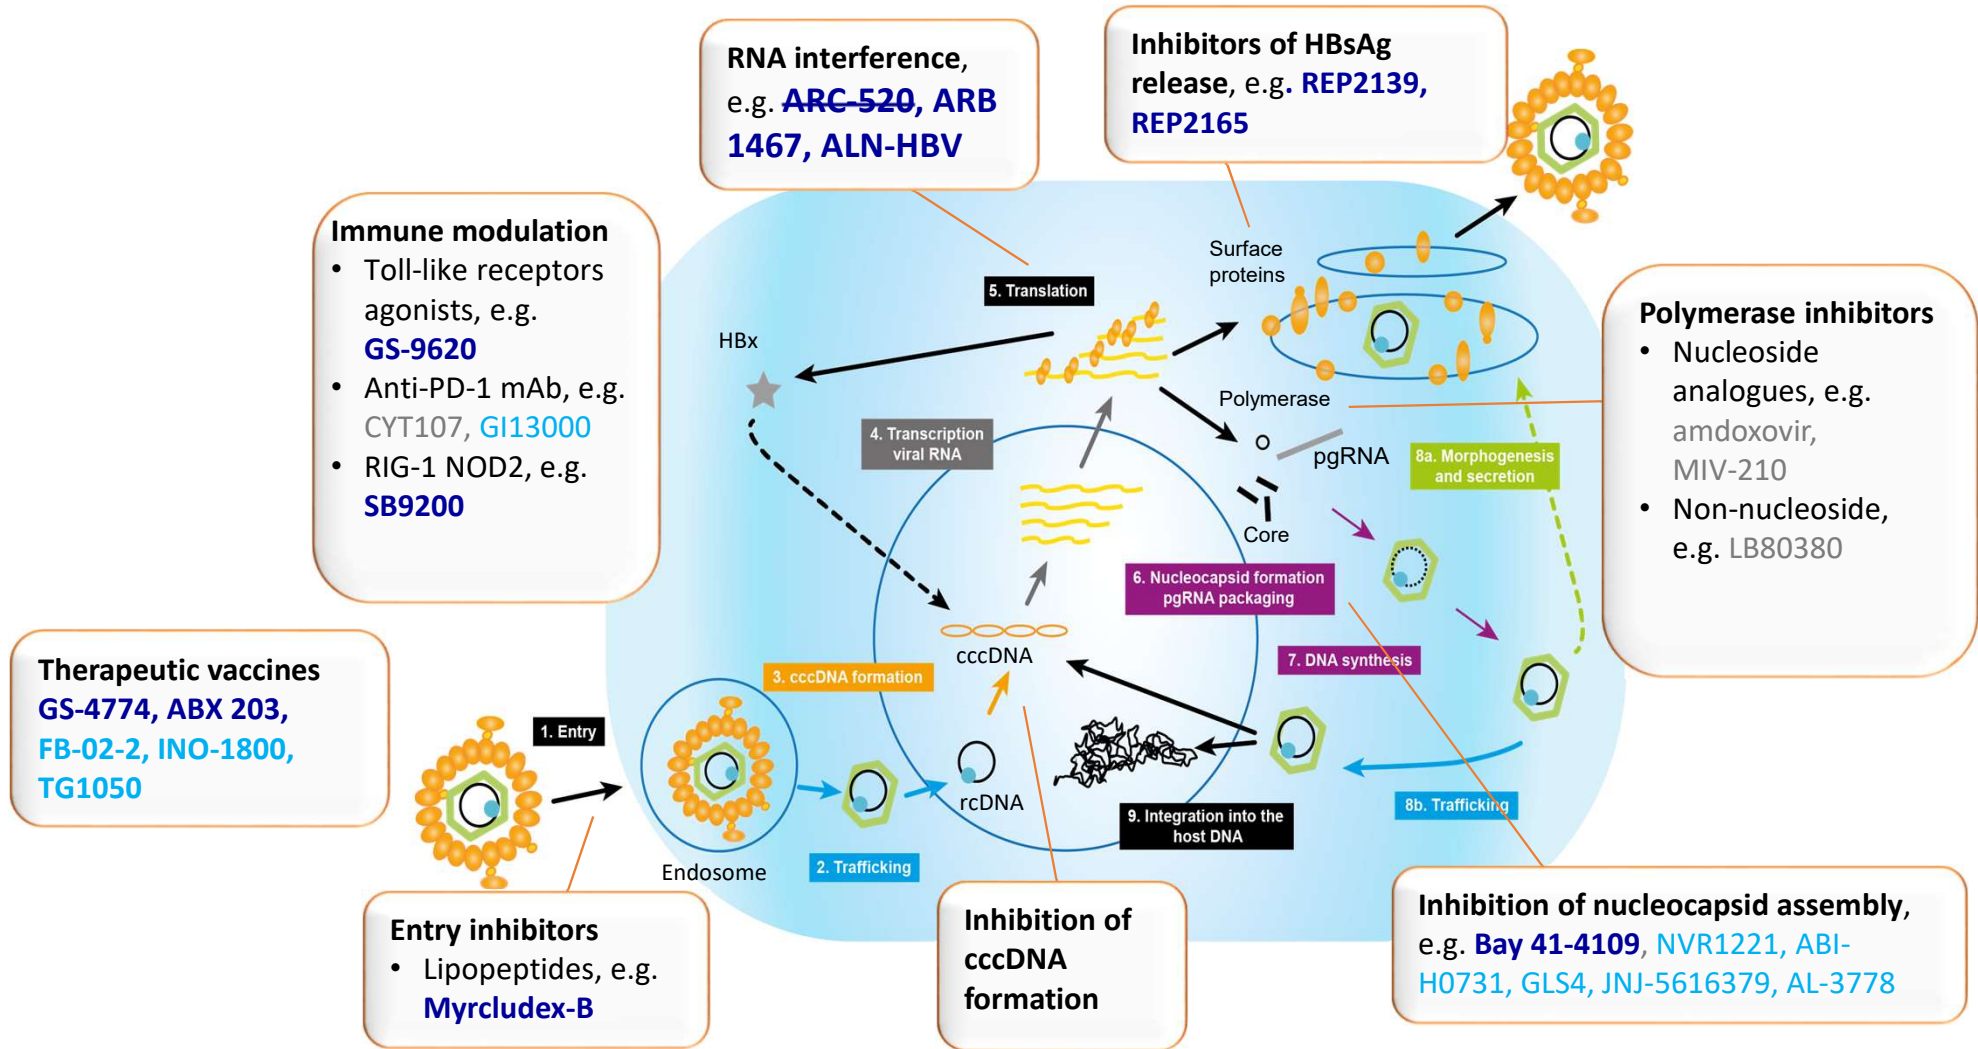 RNA interference,
e.g. ARC-520, ARB
1467, ALN-HBV
Inhibitors of HBsAg
release, e.g. REP2139,
REP2165
Immune modulation
• Toll-like receptors
agonists, e.g.
GS-9620
• Anti-PD-1 mAb, e.g.
CYT107, GI13000
• RIG-1 NOD2, e.g.
SB9200
Surface
proteins
5. Translation
HBx
Polymerase inhibitors
• Nucleoside
analogues, e.g.
amdoxovir,
MIV-210
• Non-nucleoside,
e.g. LB80380
Polymerase
4. Transcription
viral RNA
pgRNA
8a. Morphogenesis
and secretion
Core
6. Nucleocapsid formation
pgRNA packaging
cccDNA
7. DNA synthesis
3. cccDNA formation
Therapeutic vaccines
GS-4774, ABX 203,
FB-02-2, INO-1800,
TG1050
1. Entry
rcDNA
9. Integration into the
host DNA
8b. Trafficking
Endosome
2. Trafficking
Entry inhibitors
• Lipopeptides, e.g.
Myrcludex-B
Inhibition of
cccDNA
formation
Inhibition of nucleocapsid assembly,
e.g. Bay 41-4109, NVR1221, ABI-
H0731, GLS4, JNJ-5616379, AL-3778